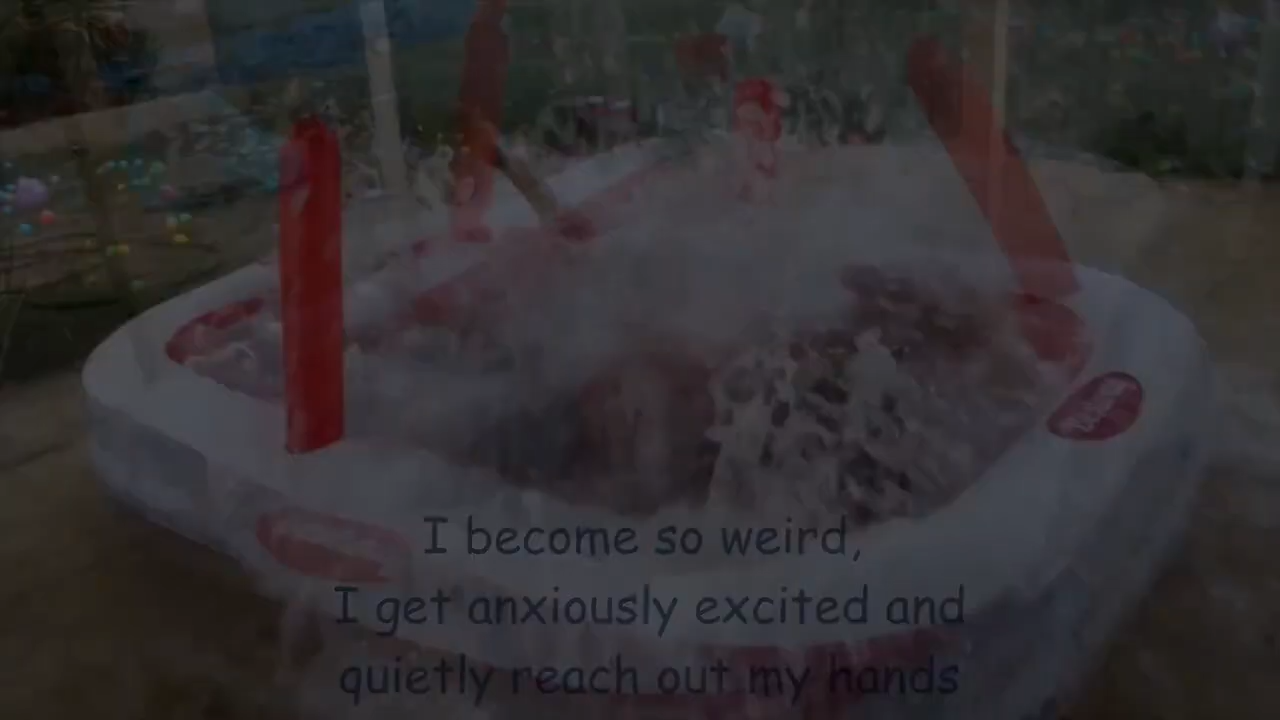 I become so weird,
I get anxiously excited and
quietly reach out my hands